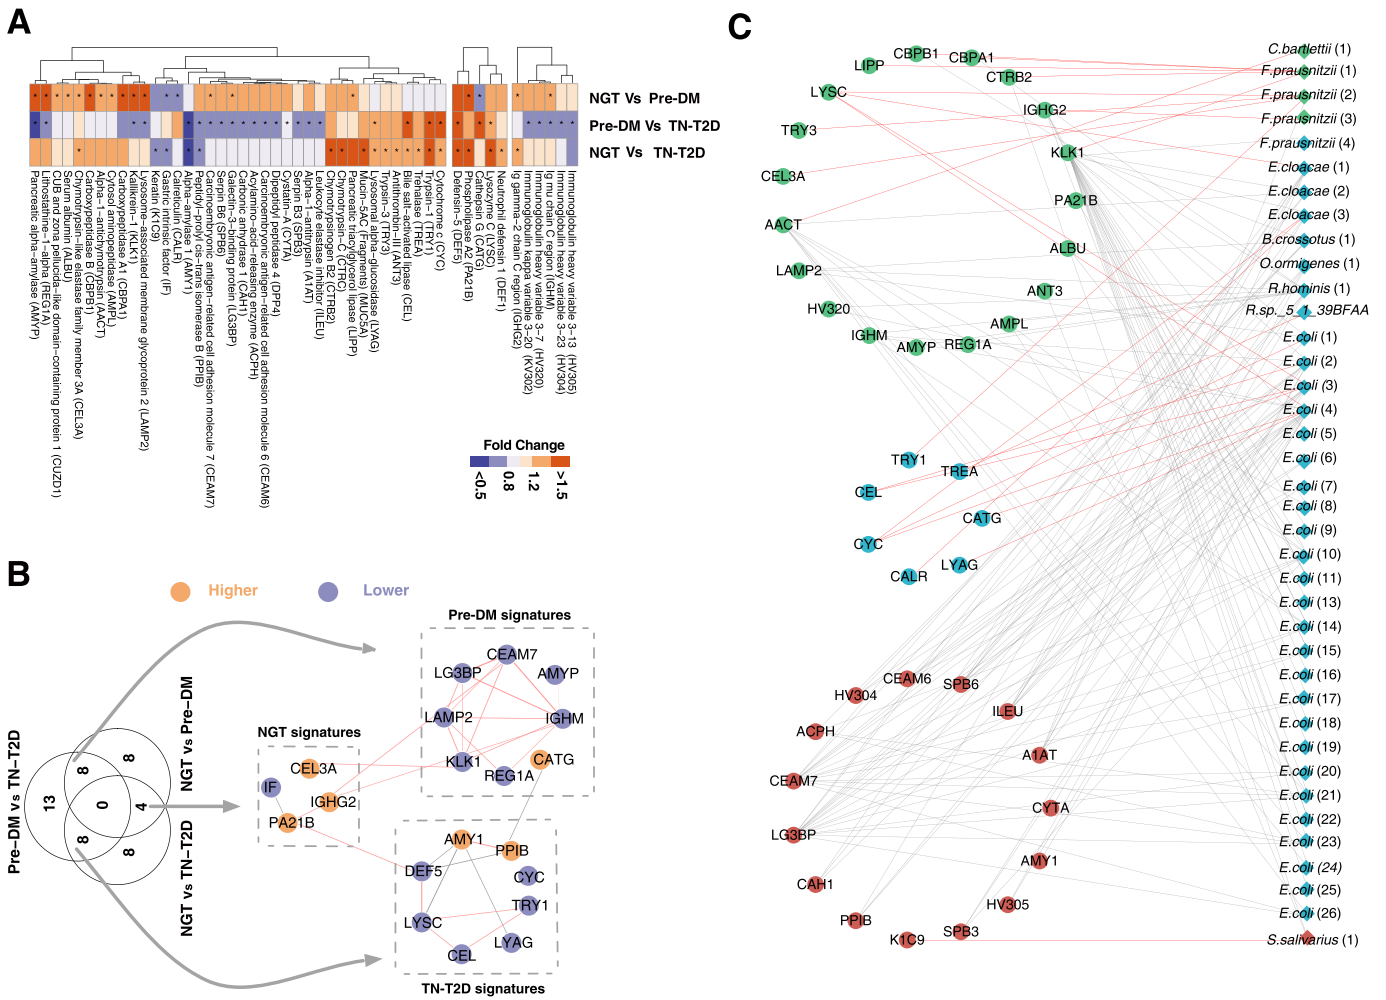 A
NGT Vs Pre-DM
Pre-DM Vs TN-T2D
NGT Vs TN-T2D
Pancreatic alpha-amylase (AMYP)
Lithostathine-1-alpha (REG1A)
CUB and zona pellucida-like domain-containing protein 1 (CUZD1)
Serum albumin (ALBU)
Chymotrypsin-like elastase family member 3A (CEL3A)
Carboxypeptidase B (CBPB1)
Alpha-1-antichymotrypsin (AACT)
Cytosol aminopeptidase (AMPL)
Carboxypeptidase A1 (CBPA1)
Kallikrein-1 (KLK1)
Lysosome-associated membrane glycoprotein 2 (LAMP2)
Keratin (K1C9)
Gastric intrinsic factor (IF)
Calreticulin (CALR)
Alpha-amylase 1 (AMY1)
Peptidyl-prolyl cis-trans isomerase B (PPIB)
Carcinoembryonic antigen-related cell adhesion molecule 7 (CEAM7)
Serpin B6 (SPB6)
Galectin-3-binding protein (LG3BP)
Carbonic anhydrase 1 (CAH1)
Acylamino-acid-releasing enzyme (ACPH)
Carcinoembryonic antigen-related cell adhesion molecule 6 (CEAM6)
Dipeptidyl peptidase 4 (DPP4)
Cystatin-A (CYTA)
Serpin B3 (SPB3)
Alpha-1-antitrypsin (A1AT)
Leukocyte elastase inhibitor (ILEU)
Chymotrypsinogen B2 (CTRB2)
Chymotrypsin-C (CTRC)
Pancreatic triacylglycerol lipase (LIPP)
Mucin-5AC (Fragments) (MUC5A)
Lysosomal alpha-glucosidase (LYAG)
Trypsin-3 (TRY3)
Antithrombin-III (ANT3)
Bile salt-activated lipase (CEL)
Trehalase (TREA)
Trypsin-1 (TRY1)
Cytochrome c (CYC)
Defensin-5 (DEF5)
Phospholipase A2 (PA21B)
Cathepsin G (CATG)
Lysozyme C (LYSC)
Neutrophil defensin 1 (DEF1)
Ig gamma-2 chain C region (IGHG2)
Immunoglobulin kappa variable 3-20 (KV302)
Immunoglobulin heavy variable 3-7 (HV320)
Ig mu chain C region (IGHM)
Immunoglobulin heavy variable 3-23 (HV304)
Immunoglobulin heavy variable 3-13 (HV305)
Fold Change
<0.5
0.8
1.2
>1.5
B
Higher
Lower
Pre-DM vs TN-T2D
NGT vs Pre-DM
NGT vs TN-T2D
13
8
8
0
4
8
8
NGT signatures
CEL3A
IF
IGHG2
PA21B
Pre-DM signatures
CEAM7
LG3BP
AMYP
LAMP2
IGHM
KLK1
CATG
REG1A
AMY1
PPIB
DEF5
CYC
TRY1
LYSC
LYAG
CEL
TN-T2D signatures
C
CBPB1
CBPA1
LIPP
CTRB2
LYSC
IGHG2
TRY3
KLK1
CEL3A
PA21B
AACT
ALBU
LAMP2
ANT3
HV320
AMPL
IGHM
AMYP
REG1A
TRY1
TREA
CEL
CATG
CYC
LYAG
CALR
CEAM6
SPB6
HV304
ILEU
ACPH
A1AT
CEAM7
CYTA
LG3BP
AMY1
CAH1
HV305
PPIB
SPB3
K1C9
C.bartlettii (1)
F.prausnitzii (1)
F.prausnitzii (2)
F.prausnitzii (3)
F.prausnitzii (4)
E.cloacae (1)
E.cloacae (2)
E.cloacae (3)
B.crossotus (1)
O.ormigenes (1)
R.hominis (1)
R.sp._5_1_39BFAA
E.coli (1)
E.coli (2)
E.coli (3)
E.coli (4)
E.coli (5)
E.coli (6)
E.coli (7)
E.coli (8)
E.coli (9)
E.coli (10)
E.coli (11)
E.coli (13)
E.coli (14)
E.coli (15)
E.coli (16)
E.coli (17)
E.coli (18)
E.coli (19)
E.coli (20)
E.coli (21)
E.coli (22)
E.coli (23)
E.coli (24)
E.coli (25)
E.coli (26)
S.salivarius (1)